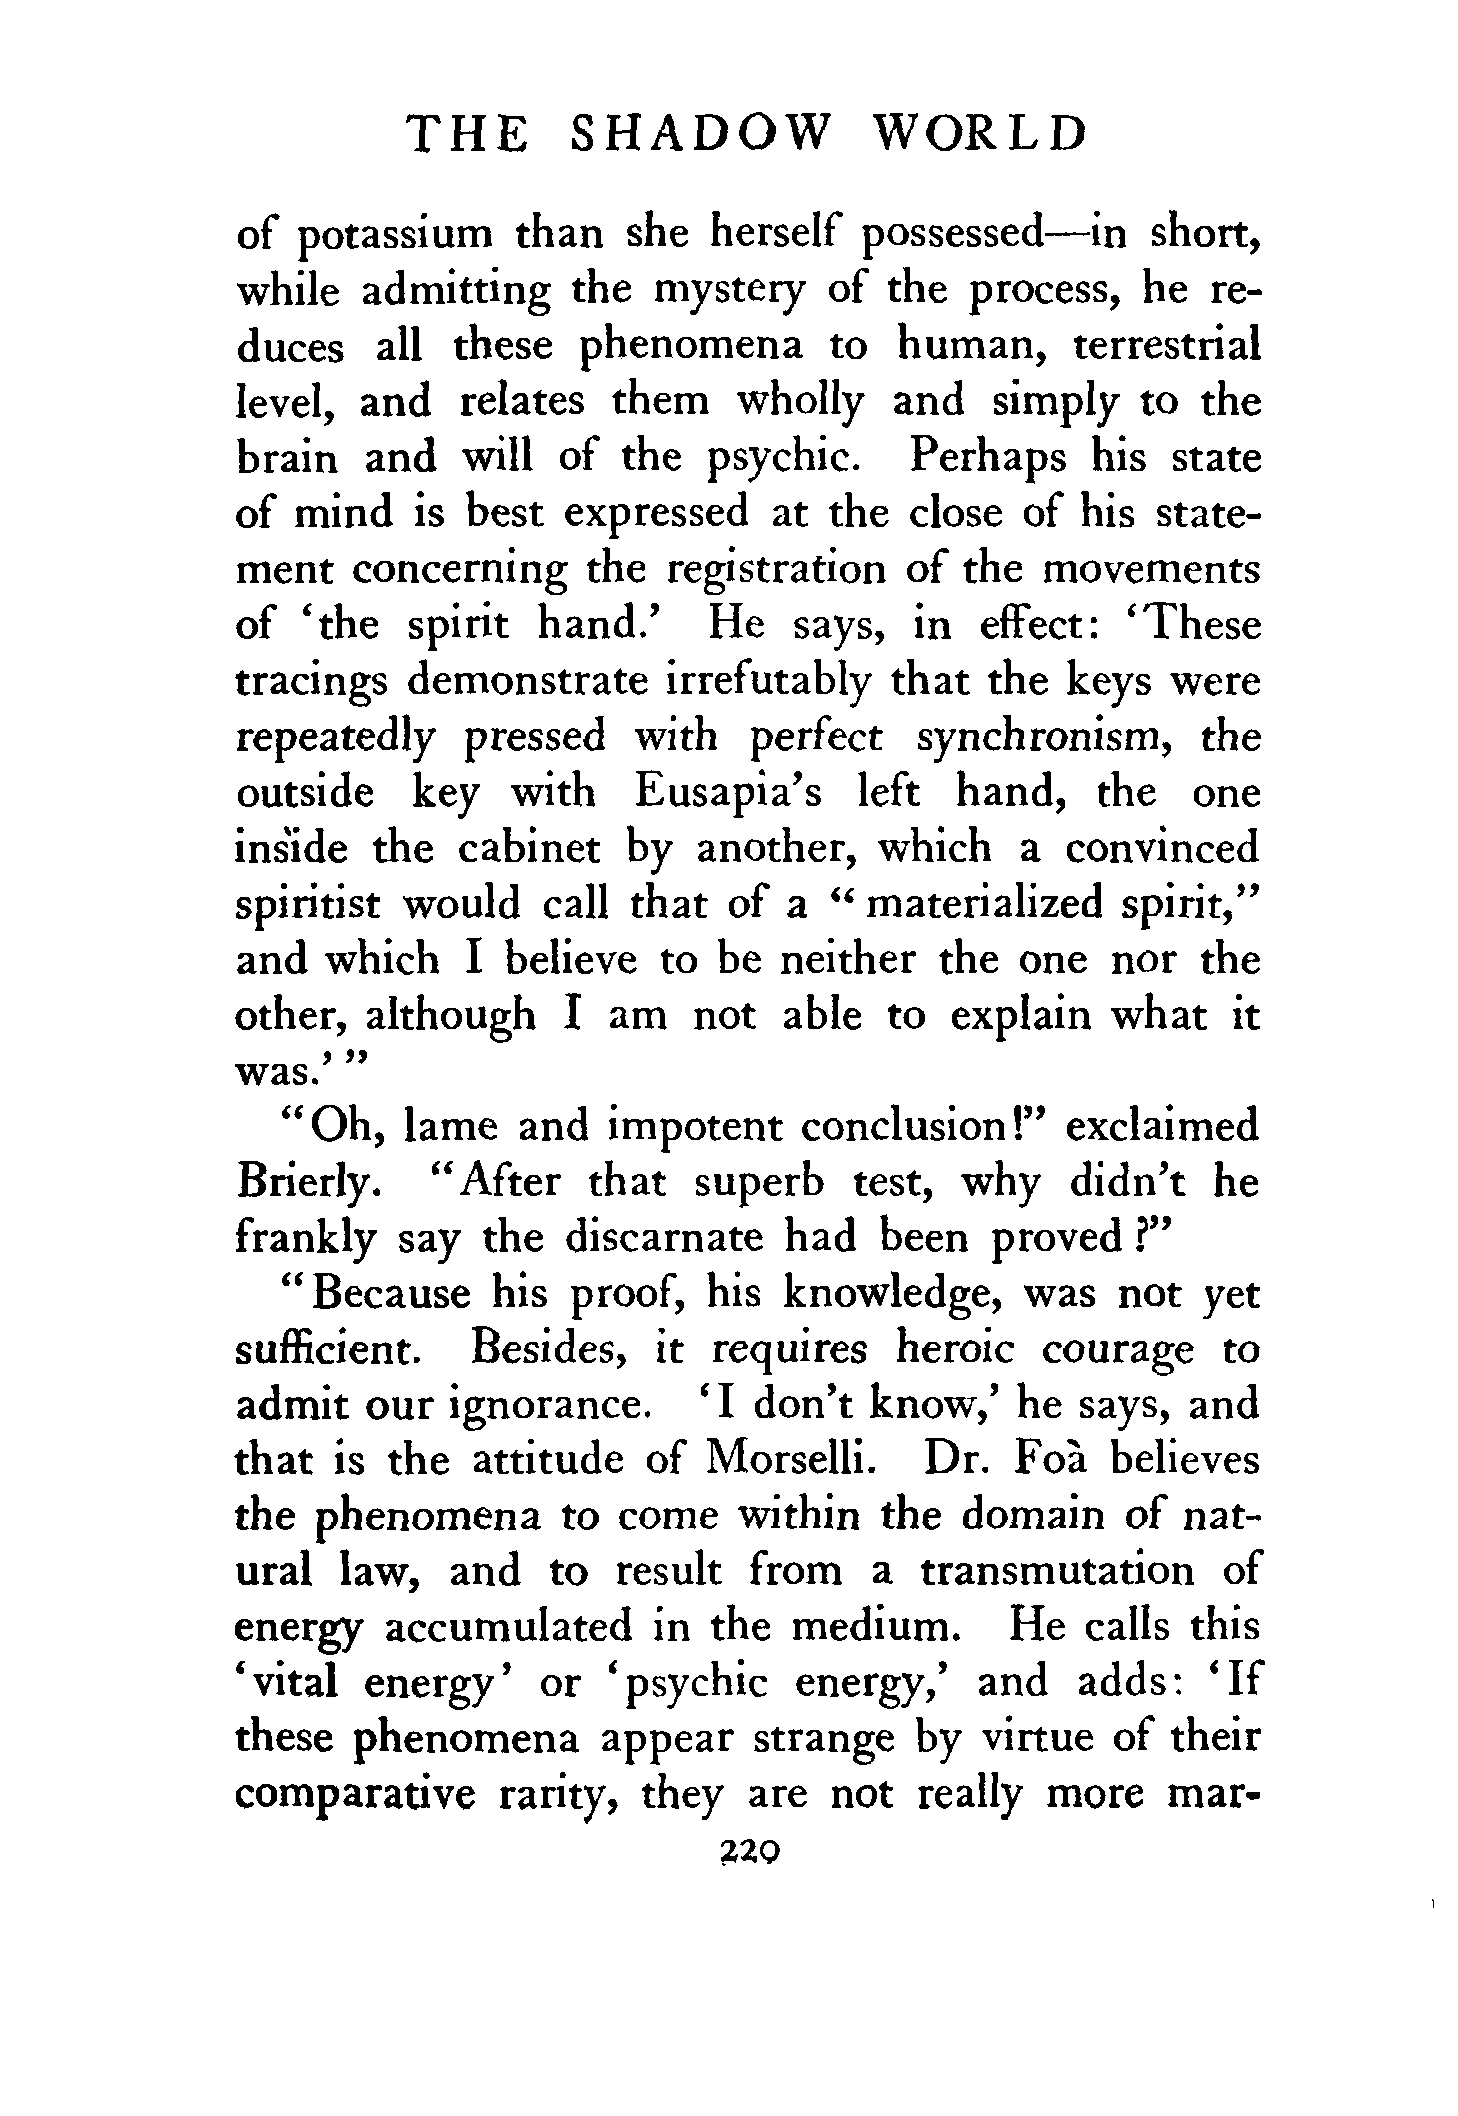 THE SHADOW WORLD
of potassium than she herself possessed—in short,
while admitting the mystery of the process, he re-
duces all these phenomena to human, terrestrial
level, and relates them wholly and simply to the
brain and will of the psychic. Perhaps his state
of mind is best expressed at the close of his state-
ment concerning the registration of the movements
of ‘the spirit hand.’ He says, in effect: ‘These
tracings demonstrate irrefutably that the keys were
repeatedly pressed with perfect synchronism, the
outside key with Eusapia’s left hand, the one
inside the cabinet by another, which a convinced
spiritist would call that of a “materialized spirit,”
and which I believe to be neither the one nor the
other, although I am not able to explain what it
was.’”
“Oh, lame and impotent conclusion!” exclaimed
Brierly. “After that superb test, why didn’t he
frankly say the discarnate had been proved?”
“Because his proof, his knowledge, was not yet
sufficient. Besides, it requires heroic courage to
admit our ignorance. ‘I don’t know,’ he says, and
that is the attitude of Morselli. Dr. Foà believes
the phenomena to come within the domain of nat-
ural law, and to result from a transmutation of
energy accumulated in the medium. He calls this
‘vital energy’ or ‘psychic energy,’ and adds: ‘If
these phenomena appear strange by virtue of their
comparative rarity, they are not really more mar-
220